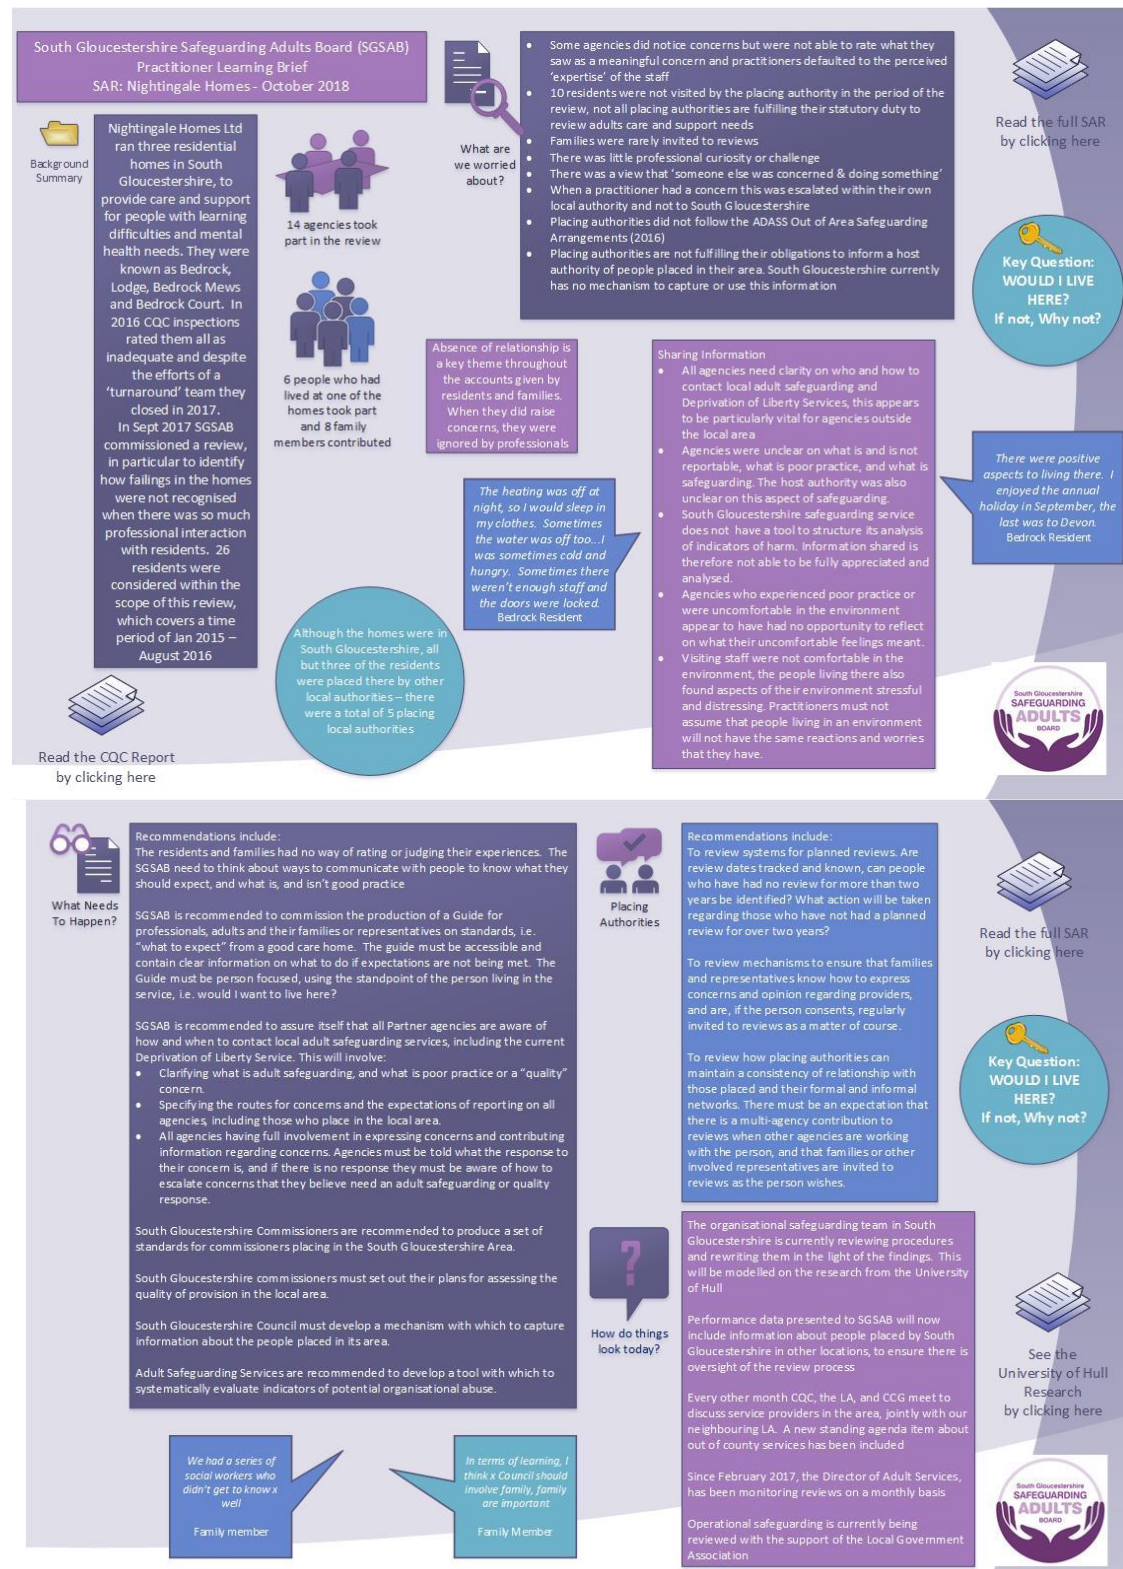 South Gloucestershire Safeguarding Adults Board (SGSAB)
Practitioner Learning Brief
SAR: Nightingale Homes - October 2018
Background
Summary
Nightingale Homes Ltd
ran three residential
homes in South
Gloucestershire, to
provide care and support
for people with learning
difficulties and mental
health needs. They were
known as Bedrock,
Lodge, Bedrock Mews
and Bedrock Court. In
2016 CQC inspections
rated them all as
inadequate and despite
the efforts of a
'turnaround' team they
closed in 2017.
In Sept 2017 SGSAB
commissioned a review,
in particular to identify
how failings in the homes
were not recognised
when there was so much
professional interaction
with residents. 26
residents were
considered within the
scope of this review,
which covers a time
period of Jan 2015 –
August 2016
Read the CQC Report
by clicking here
14 agencies took
part in the review
6 people who had
lived at one of the
homes took part
and 8 family
members contributed
Although the homes were in
South Gloucestershire, all
but three of the residents
were placed there by other
local authorities – there
were a total of 5 placing
local authorities
What are
we worried
about?
• Some agencies did notice concerns but were not able to rate what they
saw as a meaningful concern and practitioners defaulted to the perceived
'expertise' of the staff
• 10 residents were not visited by the placing authority in the period of the
review, not all placing authorities are fulfilling their statutory duty to
review adults care and support needs
• Families were rarely invited to reviews
• There was little professional curiosity or challenge
• There was a view that 'someone else was concerned & doing something'
• When a practitioner had a concern this was escalated within their own
local authority and not to South Gloucestershire
• Placing authorities did not follow the ADASS Out of Area Safeguarding
Arrangements (2016)
• Placing authorities are not fulfilling their obligations to inform a host
authority of people placed in their area. South Gloucestershire currently
has no mechanism to capture or use this information
Absence of relationship is
a key theme throughout
the accounts given by
residents and families.
When they did raise
concerns, they were
ignored by professionals
The heating was off at
night, so I would sleep in
my clothes. Sometimes
the water was off too...I
was sometimes cold and
hungry. Sometimes there
weren't enough staff and
the doors were locked.
Bedrock Resident
Sharing Information
• All agencies need clarity on who and how to
contact local adult safeguarding and
Deprivation of Liberty Services, this appears
to be particularly vital for agencies outside
the local area
• Agencies were unclear on what is and is not
reportable, what is poor practice, and what is
safeguarding. The host authority was also
unclear on this aspect of safeguarding.
• South Gloucestershire safeguarding service
does not have a tool to structure its analysis
of indicators of harm. Information shared is
therefore not able to be fully appreciated and
analysed.
• Agencies who experienced poor practice or
were uncomfortable in the environment
appear to have had no opportunity to reflect
on what their uncomfortable feelings meant.
• Visiting staff were not comfortable in the
environment, the people living there also
found aspects of their environment stressful
and distressing. Practitioners must not
assume that people living in an environment
will not have the same reactions and worries
that they have.
Read the full SAR
by clicking here
Key Question:
WOULD I LIVE
HERE?
If not, Why not?
There were positive
aspects to living there. I
enjoyed the annual
holiday in September, the
last was to Devon.
Bedrock Resident
South Gloucestershire
SAFEGUARDING
ADULTS
BOARD
What Needs
To Happen?
Recommendations include:
The residents and families had no way of rating or judging their experiences. The
SGSAB need to think about ways to communicate with people to know what they
should expect, and what is, and isn't good practice
SGSAB is recommended to commission the production of a Guide for
professionals, adults and their families or representatives on standards, i.e.
"what to expect" from a good care home. The guide must be accessible and
contain clear information on what to do if expectations are not being met. The
Guide must be person focused, using the standpoint of the person living in the
service, i.e. would I want to live here?
SGSAB is recommended to assure itself that all Partner agencies are aware of
how and when to contact local adult safeguarding services, including the current
Deprivation of Liberty Service. This will involve:
• Clarifying what is adult safeguarding, and what is poor practice or a "quality"
concern.
• Specifying the routes for concerns and the expectations of reporting on all
agencies, including those who place in the local area.
• All agencies having full involvement in expressing concerns and contributing
information regarding concerns. Agencies must be told what the response to
their concern is, and if there is no response they must be aware of how to
escalate concerns that they believe need an adult safeguarding or quality
response.
South Gloucestershire Commissioners are recommended to produce a set of
standards for commissioners placing in the South Gloucestershire Area.
South Gloucestershire commissioners must set out their plans for assessing the
quality of provision in the local area.
South Gloucestershire Council must develop a mechanism with which to capture
information about the people placed in its area.
Adult Safeguarding Services are recommended to develop a tool with which to
systematically evaluate indicators of potential organisational abuse.
We had a series of
social workers who
didn't get to know x
well
Family member
In terms of learning, I
think x Council should
involve family, family
are important
Family Member
Placing
Authorities
Recommendations include:
To review systems for planned reviews. Are
review dates tracked and known, can people
who have had no review for more than two
years be identified? What action will be taken
regarding those who have not had a planned
review for over two years?
To review mechanisms to ensure that families
and representatives know how to express
concerns and opinion regarding providers,
and are, if the person consents, regularly
invited to reviews as a matter of course.
To review how placing authorities can
maintain a consistency of relationship with
those placed and their formal and informal
networks. There must be an expectation that
there is a multi-agency contribution to
reviews when other agencies are working
with the person, and that families or other
involved representatives are invited to
reviews as the person wishes.
How do things
look today?
The organisational safeguarding team in South
Gloucestershire is currently reviewing procedures
and rewriting them in the light of the findings. This
will be modelled on the research from the University
of Hull
Performance data presented to SGSAB will now
include information about people placed by South
Gloucestershire in other locations, to ensure there is
oversight of the review process
Every other month CQC, the LA, and CCG meet to
discuss service providers in the area, jointly with our
neighbouring LA. A new standing agenda item about
out of county services has been included
Since February 2017, the Director of Adult Services,
has been monitoring reviews on a monthly basis
Operational safeguarding is currently being
reviewed with the support of the Local Government
Association
Read the full SAR
by clicking here
Key Question:
WOULD I LIVE
HERE?
If not, Why not?
See the
University of Hull
Research
by clicking here
South Gloucestershire
SAFEGUARDING
ADULTS
BOARD